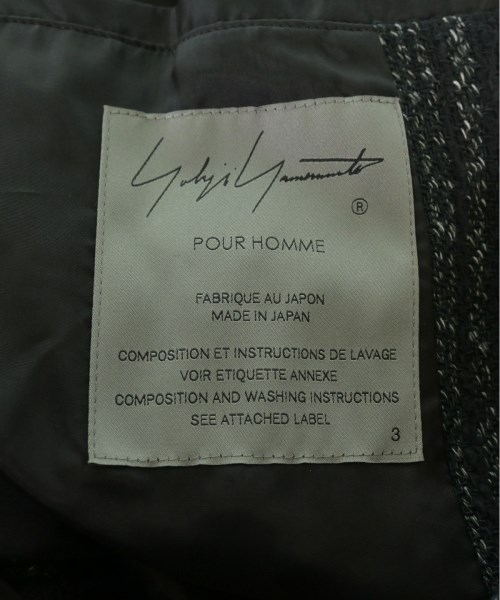 Yohji Yamamoto
®
POUR HOMME
FABRIQUE AU JAPON
MADE IN JAPAN
COMPOSITION ET INSTRUCTIONS DE LAVAGE
VOIR ETIQUETTE ANNEXE
COMPOSITION AND WASHING INSTRUCTIONS
SEE ATTACHED LABEL
3